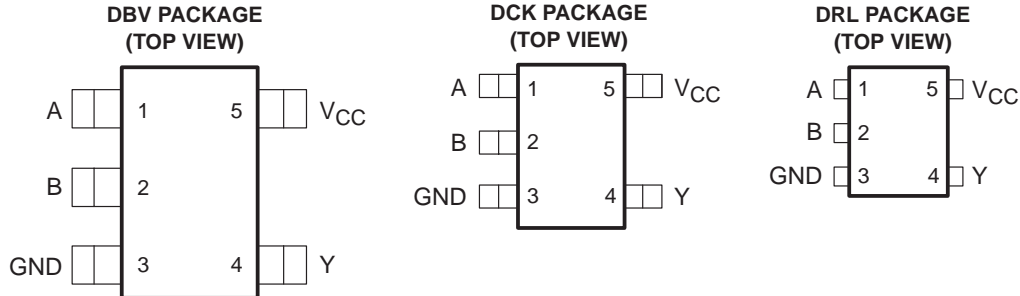 DBV PACKAGE
(TOP VIEW)
A 1 5 VCC
B 2
GND 3 4 Y
DCK PACKAGE
(TOP VIEW)
A 1 5 VCC
B 2
GND 3 4 Y
DRL PACKAGE
(TOP VIEW)
A 1 5 VCC
B 2
GND 3 4 Y